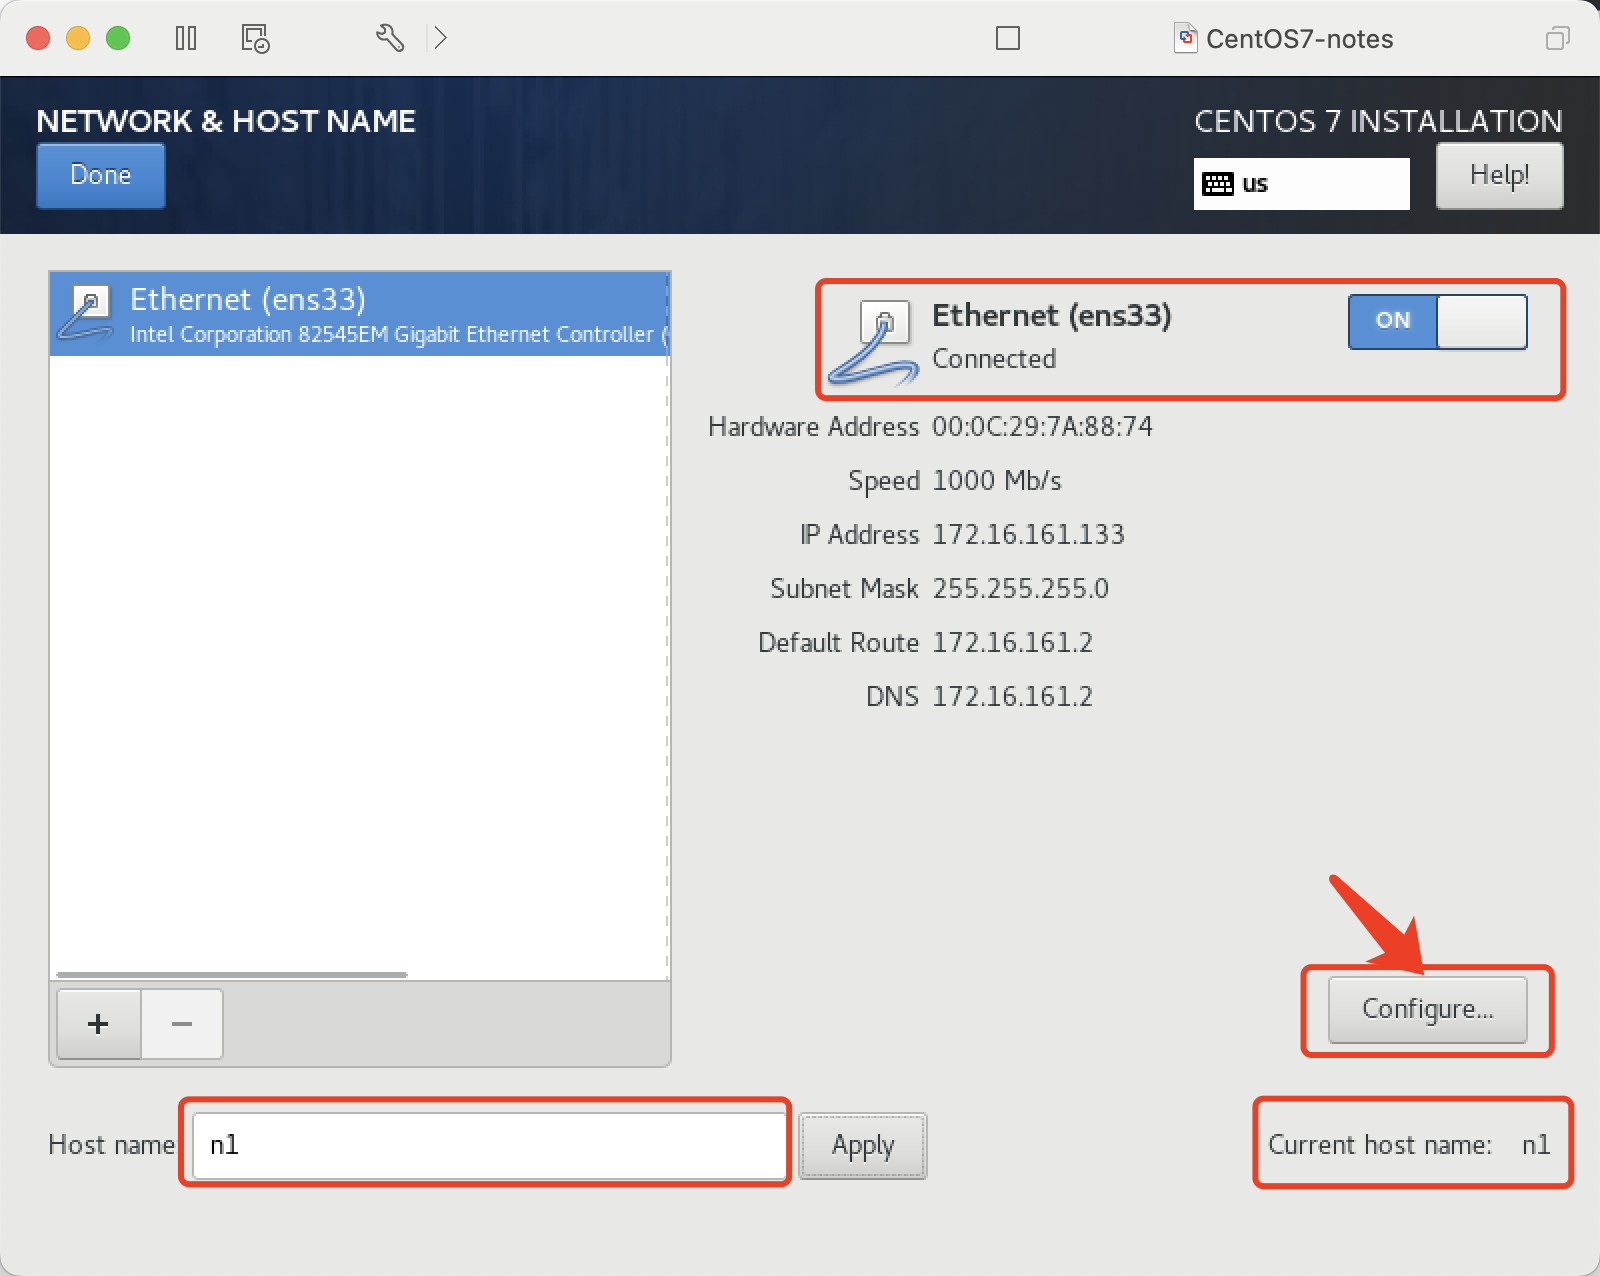 CentOS7-notes
NETWORK & HOST NAME
CENTOS 7 INSTALLATION
Done
us
Help!
Ethernet (ens33)
Intel Corporation 82545EM Gigabit Ethernet Controller (
Ethernet (ens33)
ON
Connected
Hardware Address 00:0C:29:7A:88:74
Speed 1000 Mb/s
IP Address 172.16.161.133
Subnet Mask 255.255.255.0
Default Route 172.16.161.2
DNS 172.16.161.2
+ −
Configure...
Host name n1
Apply
Current host name: n1